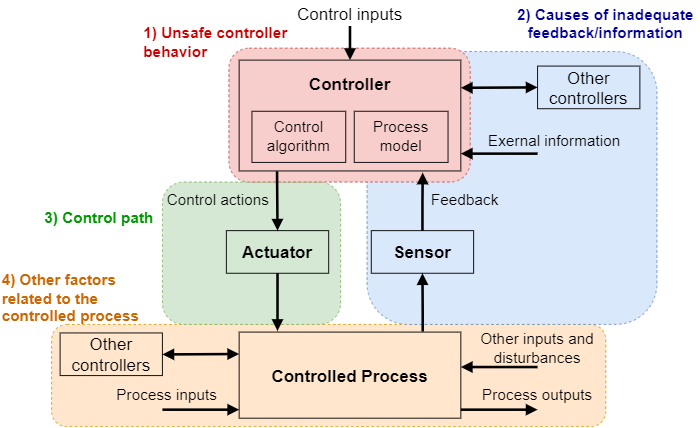 Control inputs
1) Unsafe controller
behavior
2) Causes of inadequate
feedback/information
Controller
Control
algorithm
Process
model
Other
controllers
Exernal information
Control actions
Feedback
3) Control path
Actuator
Sensor
4) Other factors
related to the
controlled process
Other
controllers
Controlled Process
Other inputs and
disturbances
Process inputs
Process outputs